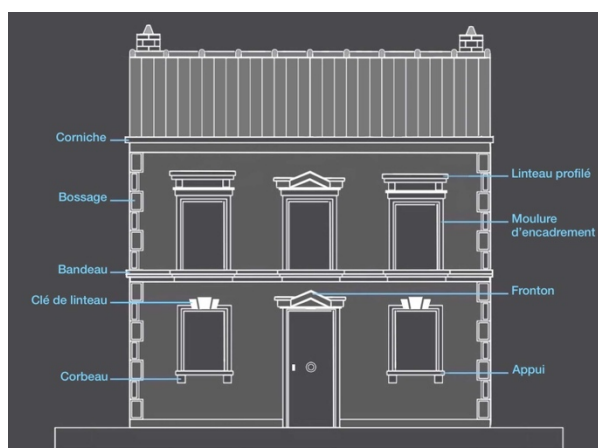 Corniche
Linteau profilé
Bossage
Moulure
d'encadrement
Bandeau
Fronton
Clé de linteau
Corbeau
Appui